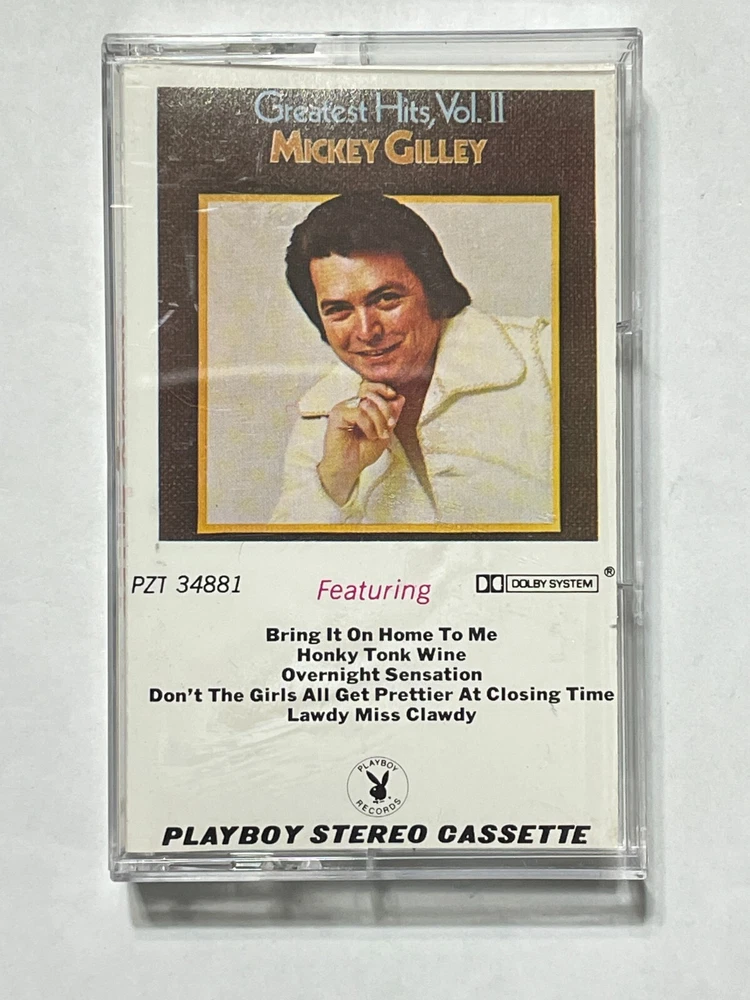 Greatest Hits, Vol. II
MICKEY GILLEY
PZT 34881
Featuring
DOLBY SYSTEM ®
Bring It On Home To Me
Honky Tonk Wine
Overnight Sensation
Don't The Girls All Get Prettier At Closing Time
Lawdy Miss Clawdy
PLAYBOY
RECORDS
PLAYBOY STEREO CASSETTE